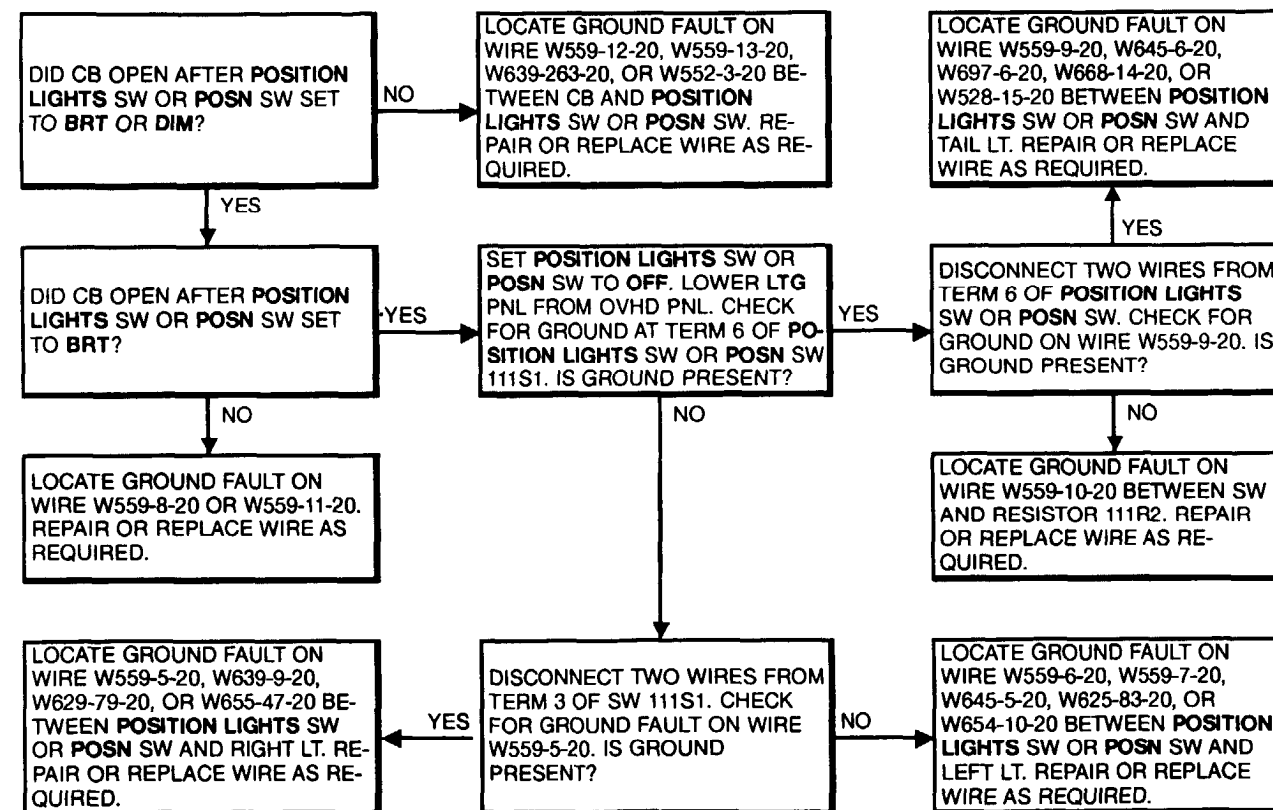 DID CB OPEN AFTER POSITION
LIGHTS SW OR POSN SW SET
TO BRT OR DIM?
NO
LOCATE GROUND FAULT ON
WIRE W559-12-20, W559-13-20,
W639-263-20, OR W552-3-20 BE-
TWEEN CB AND POSITION
LIGHTS SW OR POSN SW. RE-
PAIR OR REPLACE WIRE AS RE-
QUIRED.
LOCATE GROUND FAULT ON
WIRE W559-9-20, W645-6-20,
W697-6-20, W668-14-20, OR
W528-15-20 BETWEEN POSITION
LIGHTS SW OR POSN SW AND
TAIL LT. REPAIR OR REPLACE
WIRE AS REQUIRED.
YES
YES
DID CB OPEN AFTER POSITION
LIGHTS SW OR POSN SW SET
TO BRT?
YES
SET POSITION LIGHTS SW OR
POSN SW TO OFF. LOWER LTG
PNL FROM OVHD PNL. CHECK
FOR GROUND AT TERM 6 OF PO-
SITION LIGHTS SW OR POSN SW
111S1. IS GROUND PRESENT?
YES
DISCONNECT TWO WIRES FROM
TERM 6 OF POSITION LIGHTS
SW OR POSN SW. CHECK FOR
GROUND ON WIRE W559-9-20. IS
GROUND PRESENT?
NO
NO
NO
LOCATE GROUND FAULT ON
WIRE W559-8-20 OR W559-11-20.
REPAIR OR REPLACE WIRE AS
REQUIRED.
LOCATE GROUND FAULT ON
WIRE W559-10-20 BETWEEN SW
AND RESISTOR 111R2. REPAIR
OR REPLACE WIRE AS RE-
QUIRED.
LOCATE GROUND FAULT ON
WIRE W559-5-20, W639-9-20,
W629-79-20, OR W655-47-20 BE-
TWEEN POSITION LIGHTS SW
OR POSN SW AND RIGHT LT. RE-
PAIR OR REPLACE WIRE AS RE-
QUIRED.
YES
DISCONNECT TWO WIRES FROM
TERM 3 OF SW 111S1. CHECK
FOR GROUND FAULT ON WIRE
W559-5-20. IS GROUND
PRESENT?
NO
LOCATE GROUND FAULT ON
WIRE W559-6-20, W559-7-20,
W645-5-20, W625-83-20, OR
W654-10-20 BETWEEN POSITION
LIGHTS SW OR POSN SW AND
LEFT LT. REPAIR OR REPLACE
WIRE AS REQUIRED.